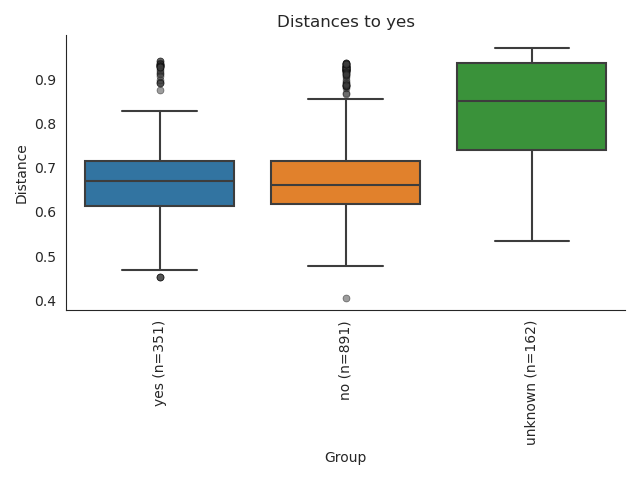 Distances to yes
Distance
0.9
0.8
0.7
0.6
0.5
0.4
yes (n=351)
no (n=891)
unknown (n=162)
Group